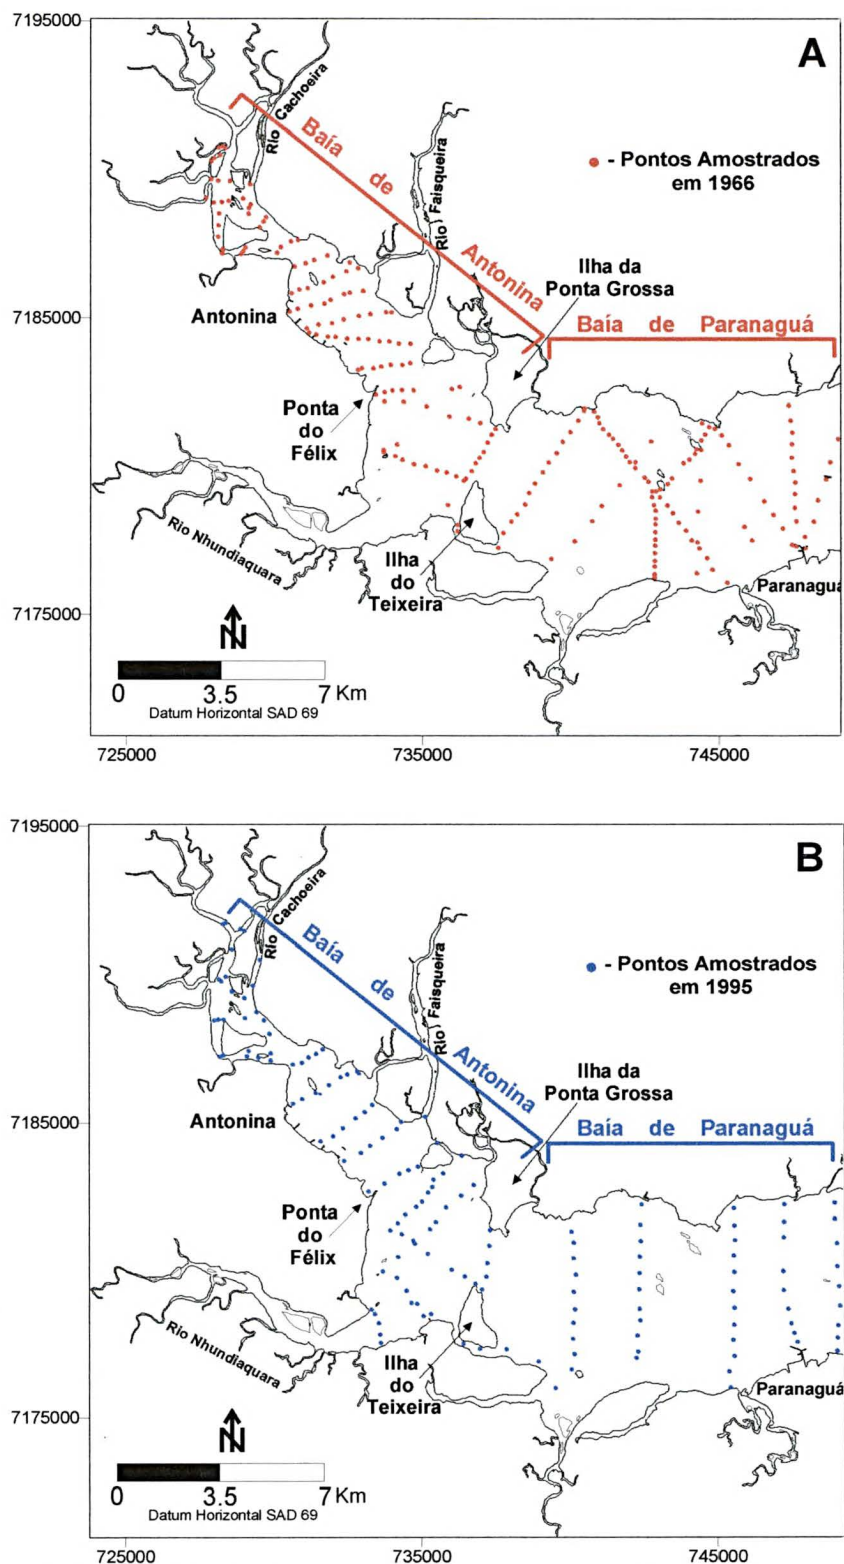 7195000
A
Rio Cachoeira
Baía de Antonina
Rio Faisqueira
- Pontos Amostrados
em 1966
Ilha da
Ponta Grossa
7185000
Antonina
Baía de Paranaguá
Ponta
do
Félix
Rio Nhundiaquara
Ilha
do
Teixeira
Paranaguá
7175000
N
0 3.5 7 Km
Datum Horizontal SAD 69
725000 735000 745000
7195000
B
Rio Cachoeira
Baía de Antonina
Rio Faisqueira
- Pontos Amostrados
em 1995
Ilha da
Ponta Grossa
7185000
Antonina
Baía de Paranaguá
Ponta
do
Félix
Rio Nhundiaquara
Ilha
do
Teixeira
Paranaguá
7175000
N
0 3.5 7 Km
Datum Horizontal SAD 69
725000 735000 745000